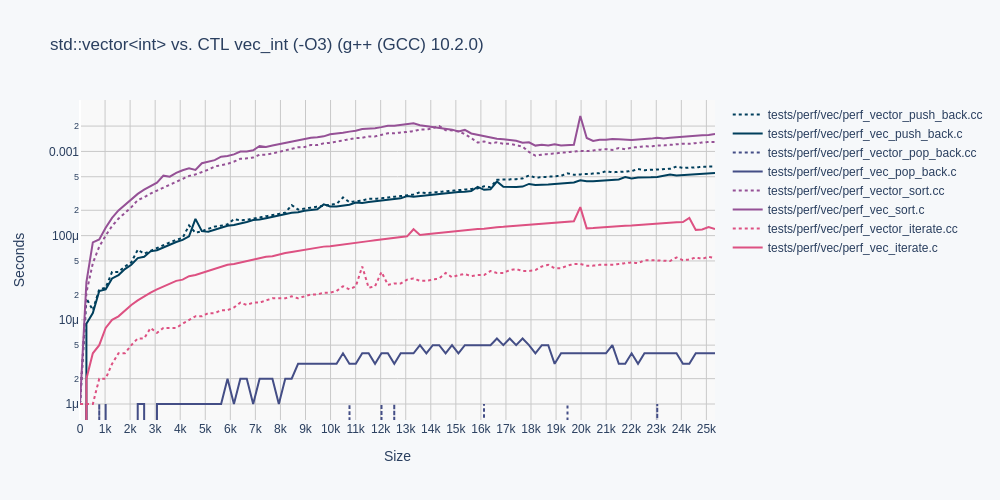 std::vector<int> vs. CTL vec_int (-O3) (g++ (GCC) 10.2.0)
tests/perf/vec/perf_vector_push_back.cc
tests/perf/vec/perf_vec_push_back.c
tests/perf/vec/perf_vector_pop_back.cc
tests/perf/vec/perf_vec_pop_back.c
tests/perf/vec/perf_vector_sort.cc
tests/perf/vec/perf_vec_sort.c
tests/perf/vec/perf_vector_iterate.cc
tests/perf/vec/perf_vec_iterate.c
Seconds
2
0.001
5
2
100μ
5
2
10μ
5
2
1μ
0 1k 2k 3k 4k 5k 6k 7k 8k 9k 10k 11k 12k 13k 14k 15k 16k 17k 18k 19k 20k 21k 22k 23k 24k 25k
Size